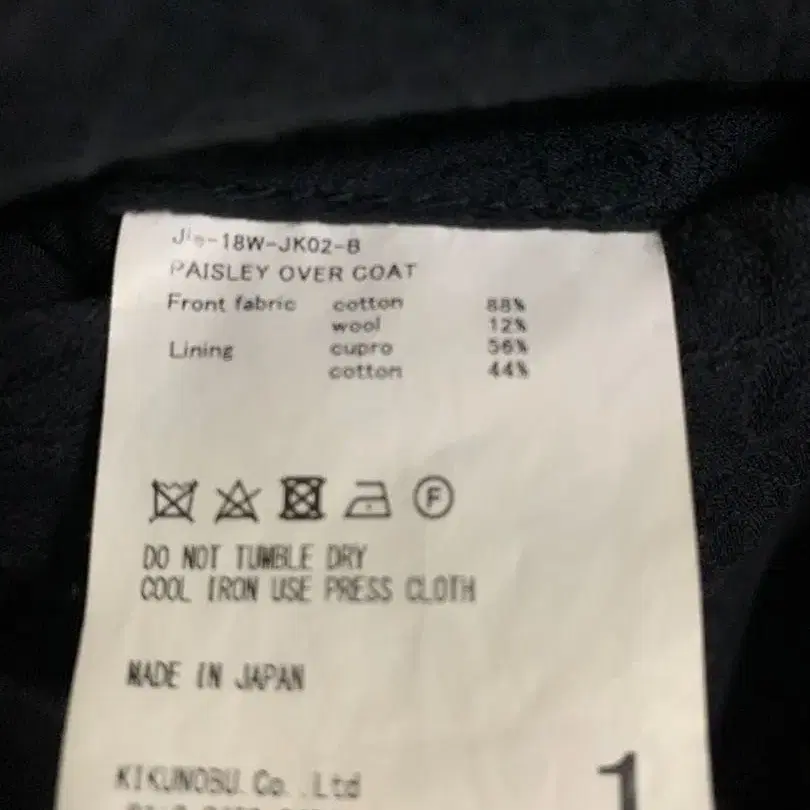 -18W-JK02-B
PAISLEY OVER COAT
Front fabric cotton 88%
wool 12%
Lining cupro 56%
cotton 44%
F
DO NOT TUMBLE DRY
COOL IRON USE PRESS CLOTH
MADE IN JAPAN
KIKUNOBU.Co.,Ltd
1